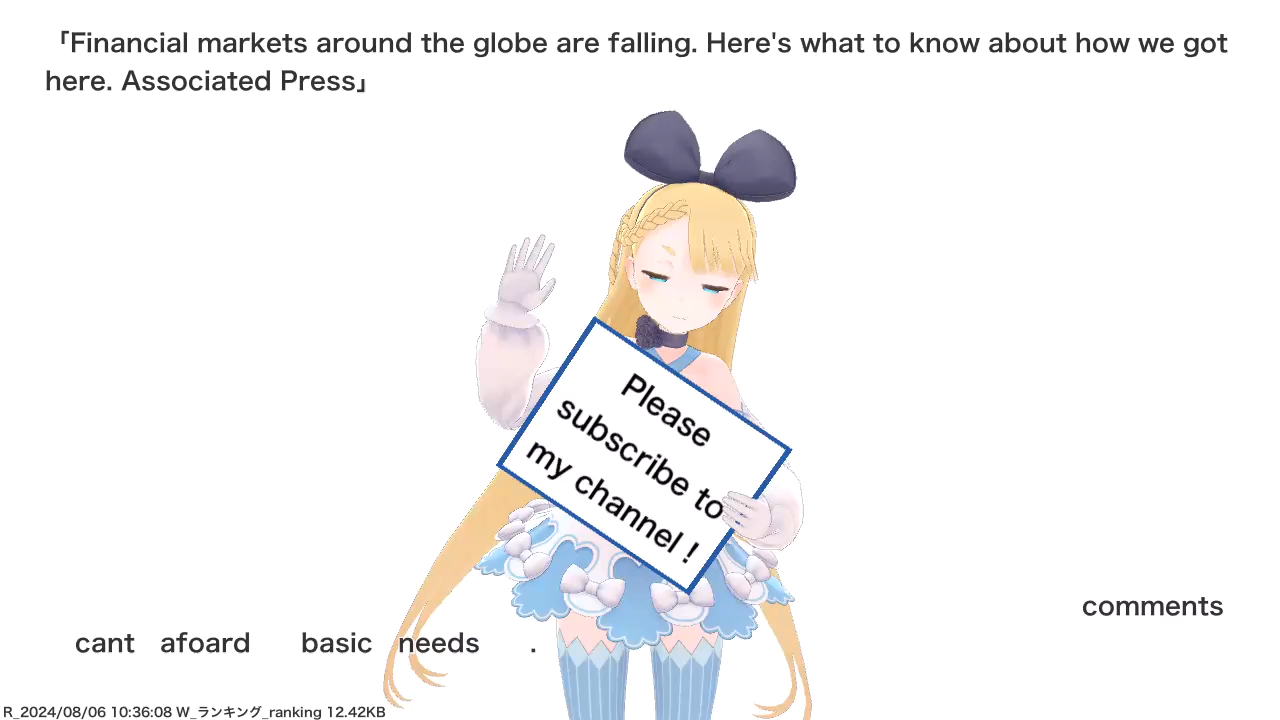 「Financial markets around the globe are falling. Here's what to know about how we got
here. Associated Press」
Please
subscribe to
my channel !
comments
cant afoard basic needs .
R_2024/08/06 10:36:08 W_ランキング_ranking 12.42KB